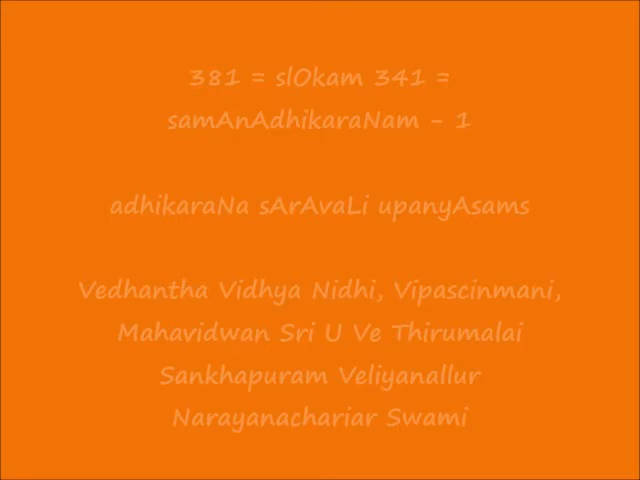 381 = slOkam 341 =
samAnAdhikaraNam - 1
adhikaraNa sArAvaLi upanyAsams
Vedhantha Vidhya Nidhi, Vipascinmani,
Mahavidwan Sri U Ve Thirumalai
Sankhapuram Veliyanallur
Narayanachariar Swami